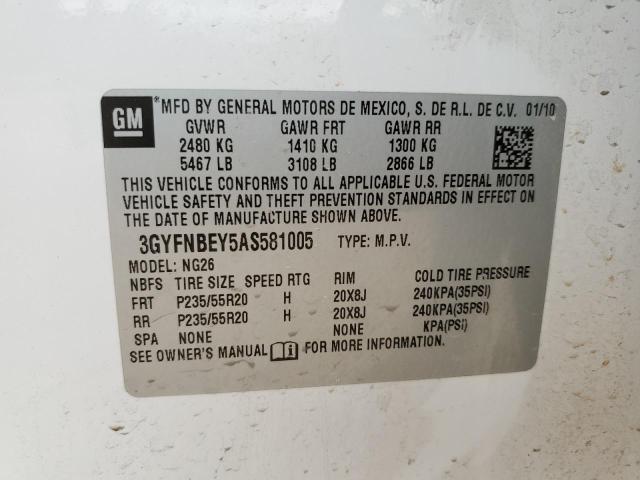 GM *MFD BY GENERAL MOTORS DE MEXICO, S. DE R.L. DE C.V. 01/10
GVWR GAWR FRT GAWR RR
2480 KG 1410 KG 1300 KG
5467 LB 3108 LB 2866 LB
THIS VEHICLE CONFORMS TO ALL APPLICABLE U.S. FEDERAL MOTOR
VEHICLE SAFETY AND THEFT PREVENTION STANDARDS IN EFFECT ON
THE DATE OF MANUFACTURE SHOWN ABOVE.
3GYFNBEY5AS581005 TYPE: M.P.V.
MODEL: NG26
NBFS TIRE SIZE SPEED RTG RIM COLD TIRE PRESSURE
FRT P235/55R20 H 20X8J 240KPA(35PSI)
RR P235/55R20 H 20X8J 240KPA(35PSI)
SPA NONE NONE KPA(PSI)
SEE OWNER'S MANUAL FOR MORE INFORMATION.